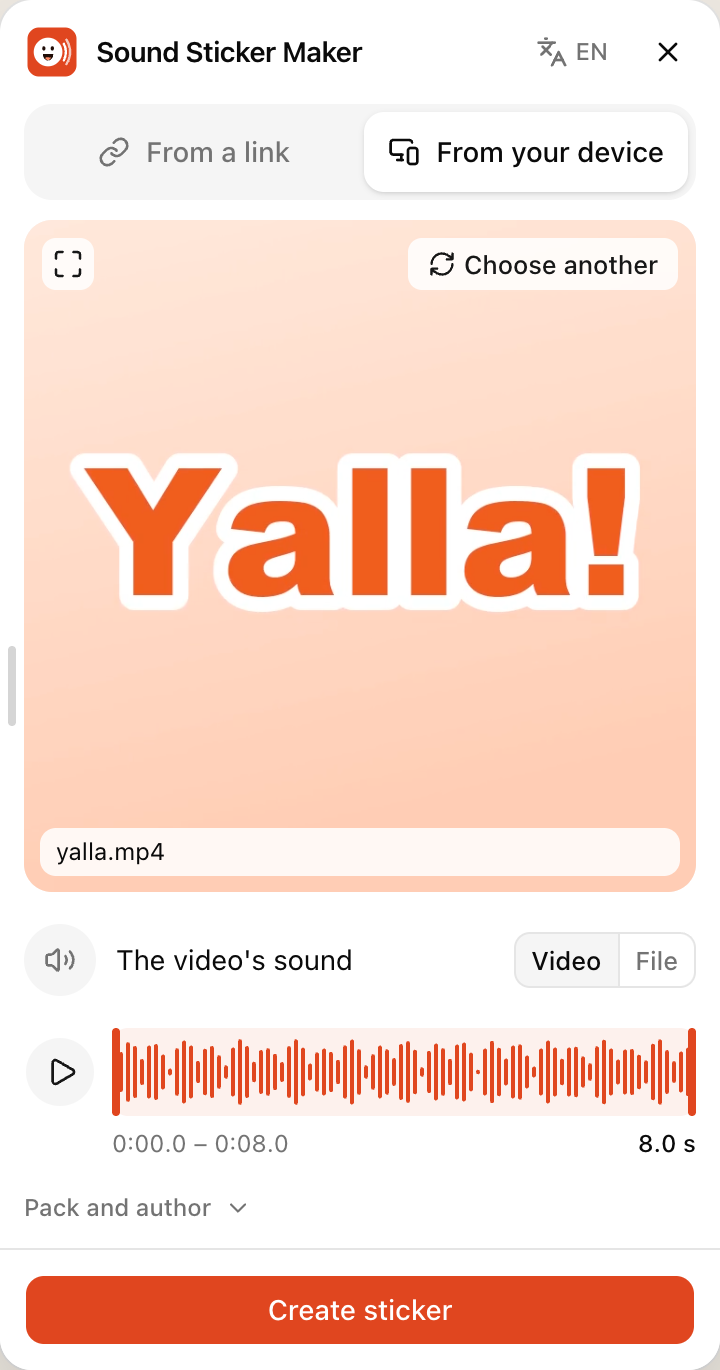 Sound Sticker Maker
EN
From a link
From your device
Choose another
Yalla!
yalla.mp4
The video's sound
Video
File
0:00.0 – 0:08.0
8.0 s
Pack and author
Create sticker